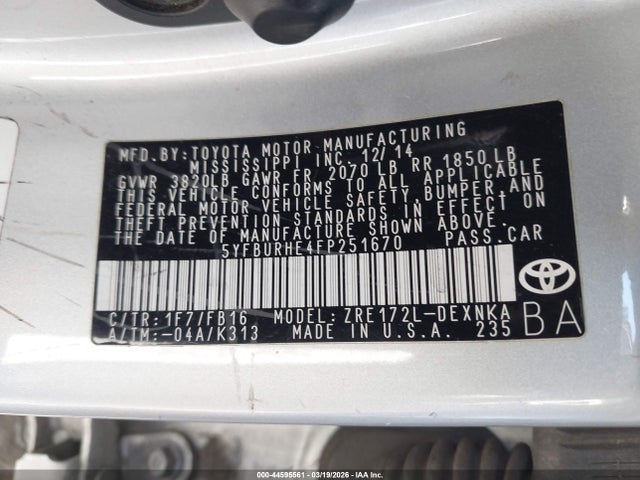 MFD.BY:TOYOTA MOTOR MANUFACTURING
MISSISSIPPI INC. 12/14
GVWR 3820LB GAWR FR 2070 LB, RR 1850 LB
THIS VEHICLE CONFORMS TO ALL APPLICABLE
FEDERAL MOTOR VEHICLE SAFETY,BUMPER,AND
THEFT PREVENTION STANDARDS IN EFFECT ON
THE DATE OF MANUFACTURE SHOWN ABOVE.
5YFBURHE4FP251670 PASS.CAR
C/TR:1F7/FB16 MODEL: ZRE172L-DEXNKA
A/TM:-04A/K313 MADE IN U.S.A. 235
TOYOTA
BA
000-44595561 - 03/19/2026 - IAA Inc.